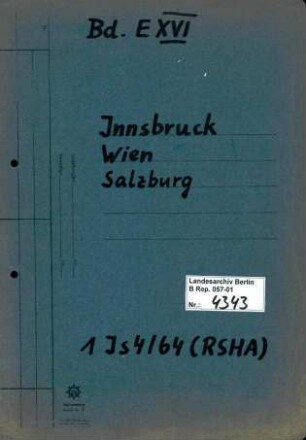 Bd. E XVI
Innsbruck
Wien
Salzburg
Landesarchiv Berlin
B Rep. 057-01
Nr.: 4343
1 Js 4/64 (RSHA)